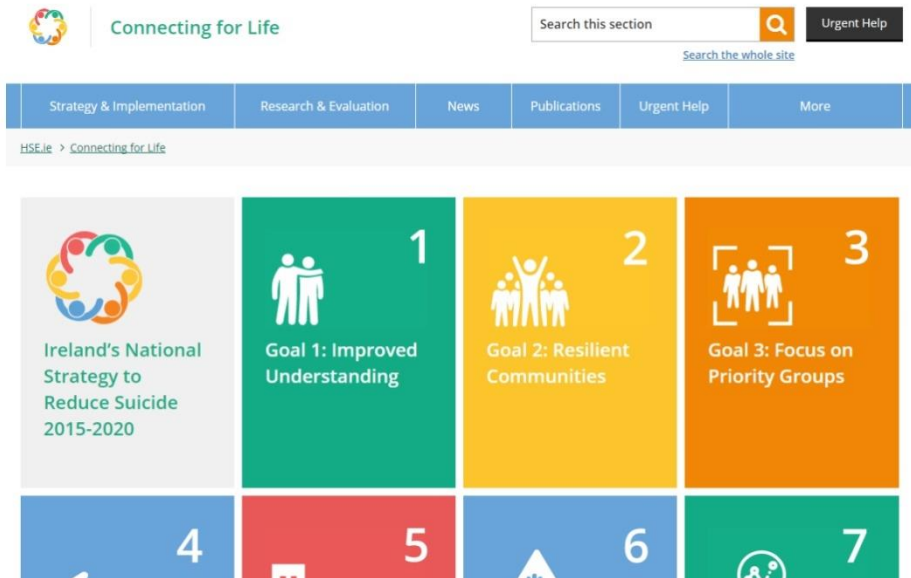 Connecting for Life
Search this section
Urgent Help
Search the whole site
Strategy & Implementation
Research & Evaluation
News
Publications
Urgent Help
More
HSE.ie > Connecting for Life
Ireland's National
Strategy to
Reduce Suicide
2015-2020
1
Goal 1: Improved
Understanding
2
Goal 2: Resilient
Communities
3
Goal 3: Focus on
Priority Groups
4
5
6
7